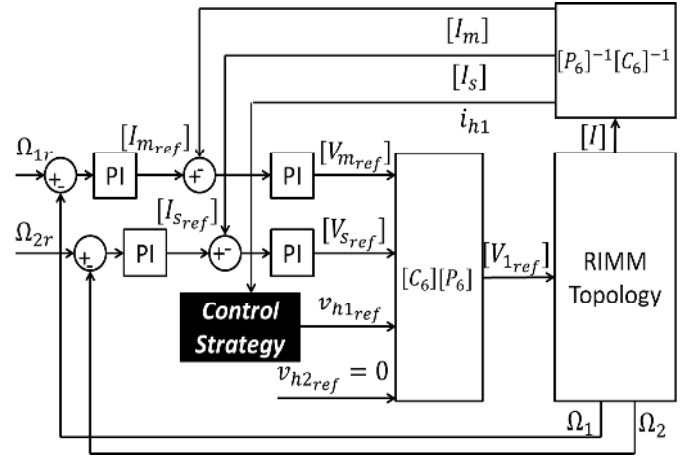 [I_m]
[P_6]^{-1}[C_6]^{-1}
[I_s]
i_{h1}
[I]
Ω_{1r}
[I_{m_{ref}}]
[V_{m_{ref}}]
+
-
PI
+
-
PI
[I_{s_{ref}}]
[V_{s_{ref}}]
Ω_{2r}
+
-
PI
+
-
PI
[C_6][P_6]
[V_{1_{ref}}]
RIMM
Topology
Control
Strategy
v_{h1_{ref}}
v_{h2_{ref}} = 0
Ω_1
Ω_2